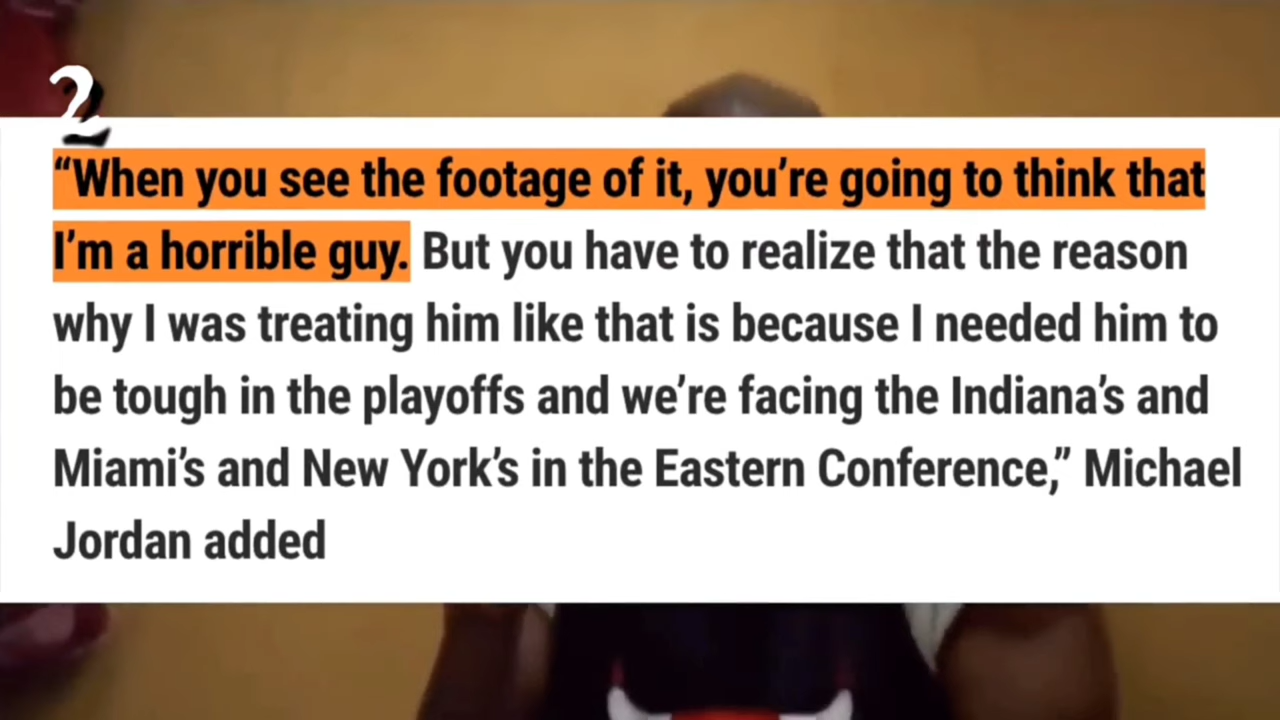 2
“When you see the footage of it, you’re going to think that
I’m a horrible guy. But you have to realize that the reason
why I was treating him like that is because I needed him to
be tough in the playoffs and we’re facing the Indiana’s and
Miami’s and New York’s in the Eastern Conference,” Michael
Jordan added